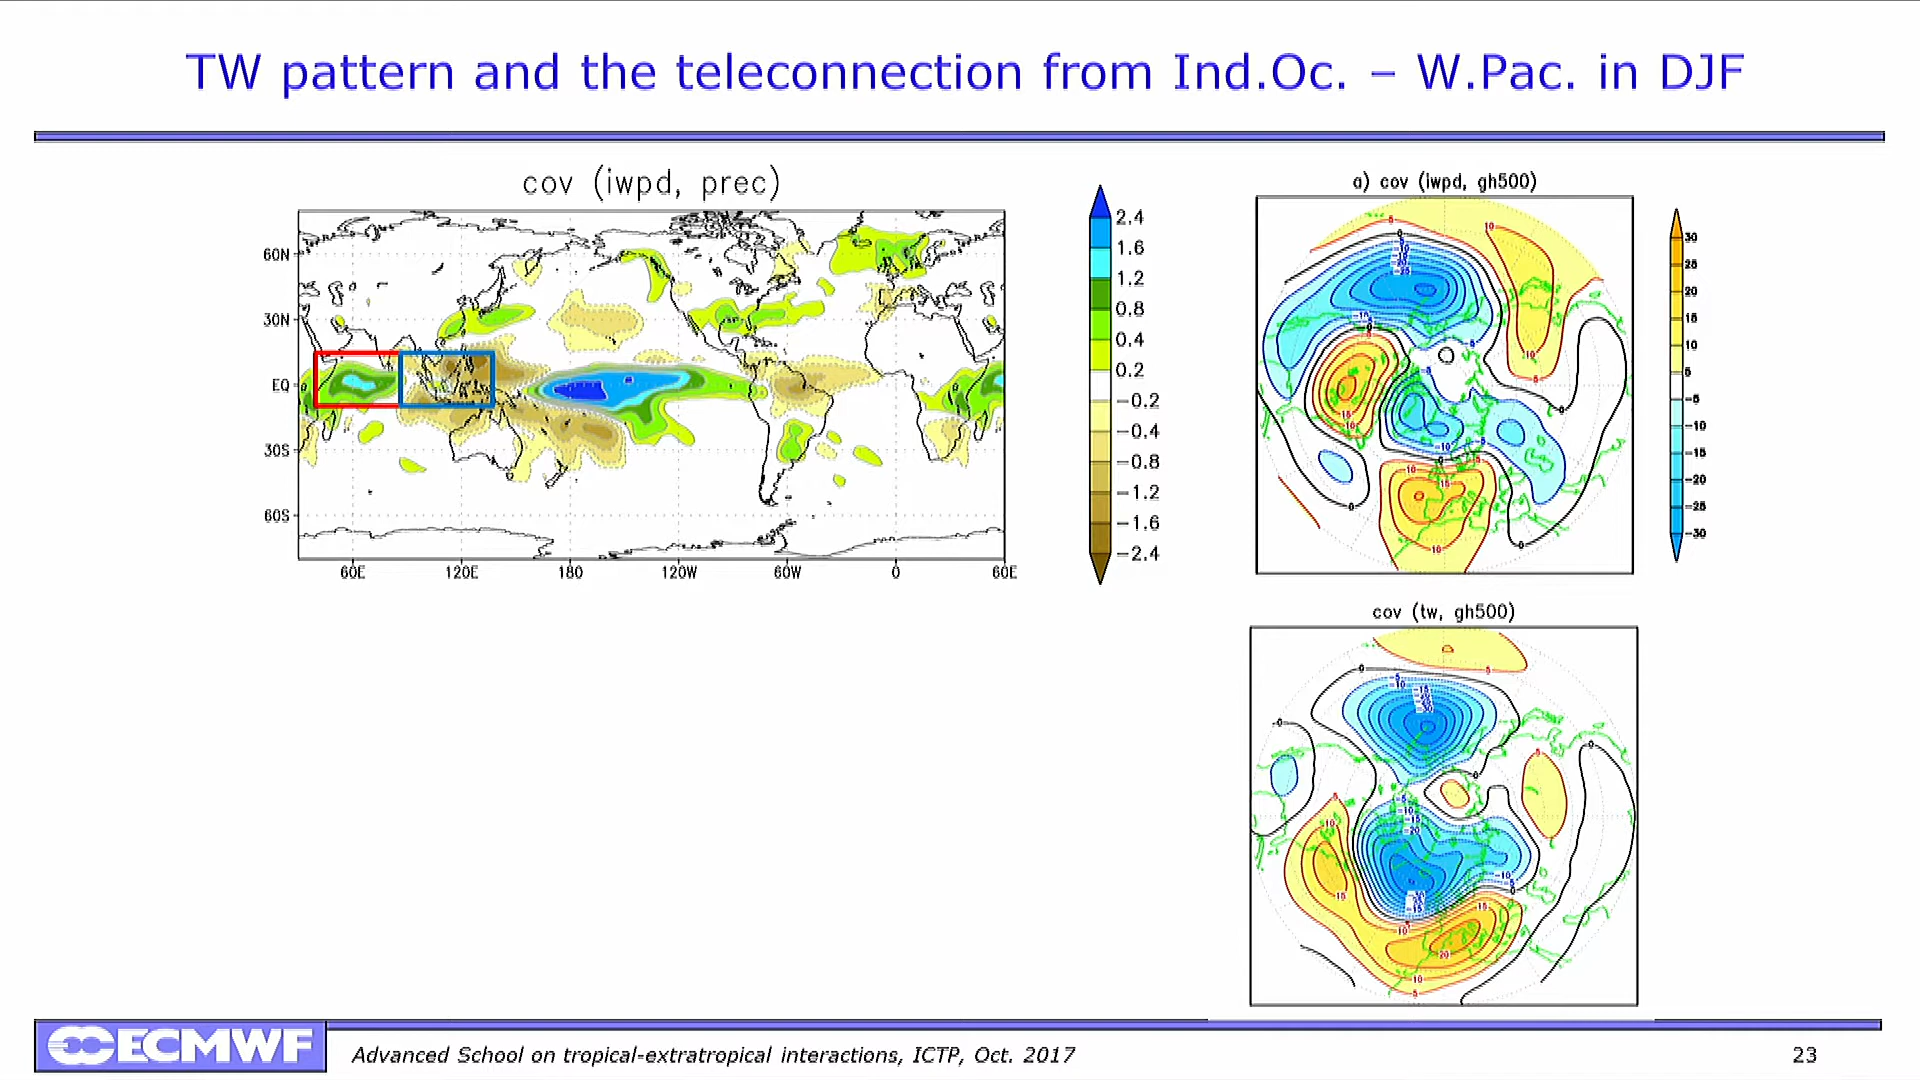 TW pattern and the teleconnection from Ind.Oc. – W.Pac. in DJF
cov (iwpd, prec)
60N
30N
EQ
30S
60S
60E 120E 180 120W 60W 0 60E
2.4
1.6
1.2
0.8
0.4
0.2
−0.2
−0.4
−0.8
−1.2
−1.6
−2.4
a) cov (iwpd, gh500)
30
25
20
15
10
5
−5
−10
−15
−20
−25
−30
cov (tw, gh500)
ECMWF
Advanced School on tropical-extratropical interactions, ICTP, Oct. 2017
23